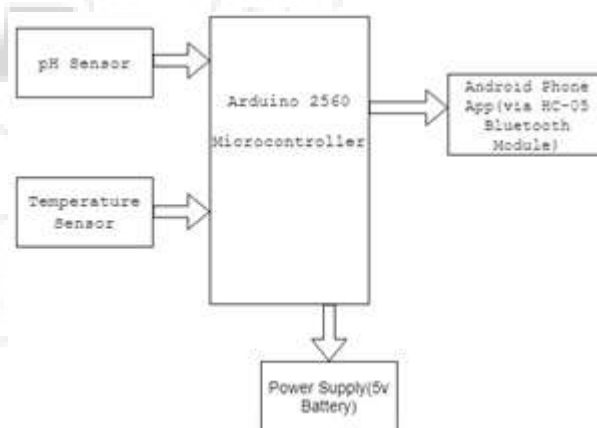 pH Sensor
Arduino 2560
Microcontroller
Android Phone
App(via HC-05
Bluetooth
Module)
Temperature
Sensor
Power Supply(5v
Battery)